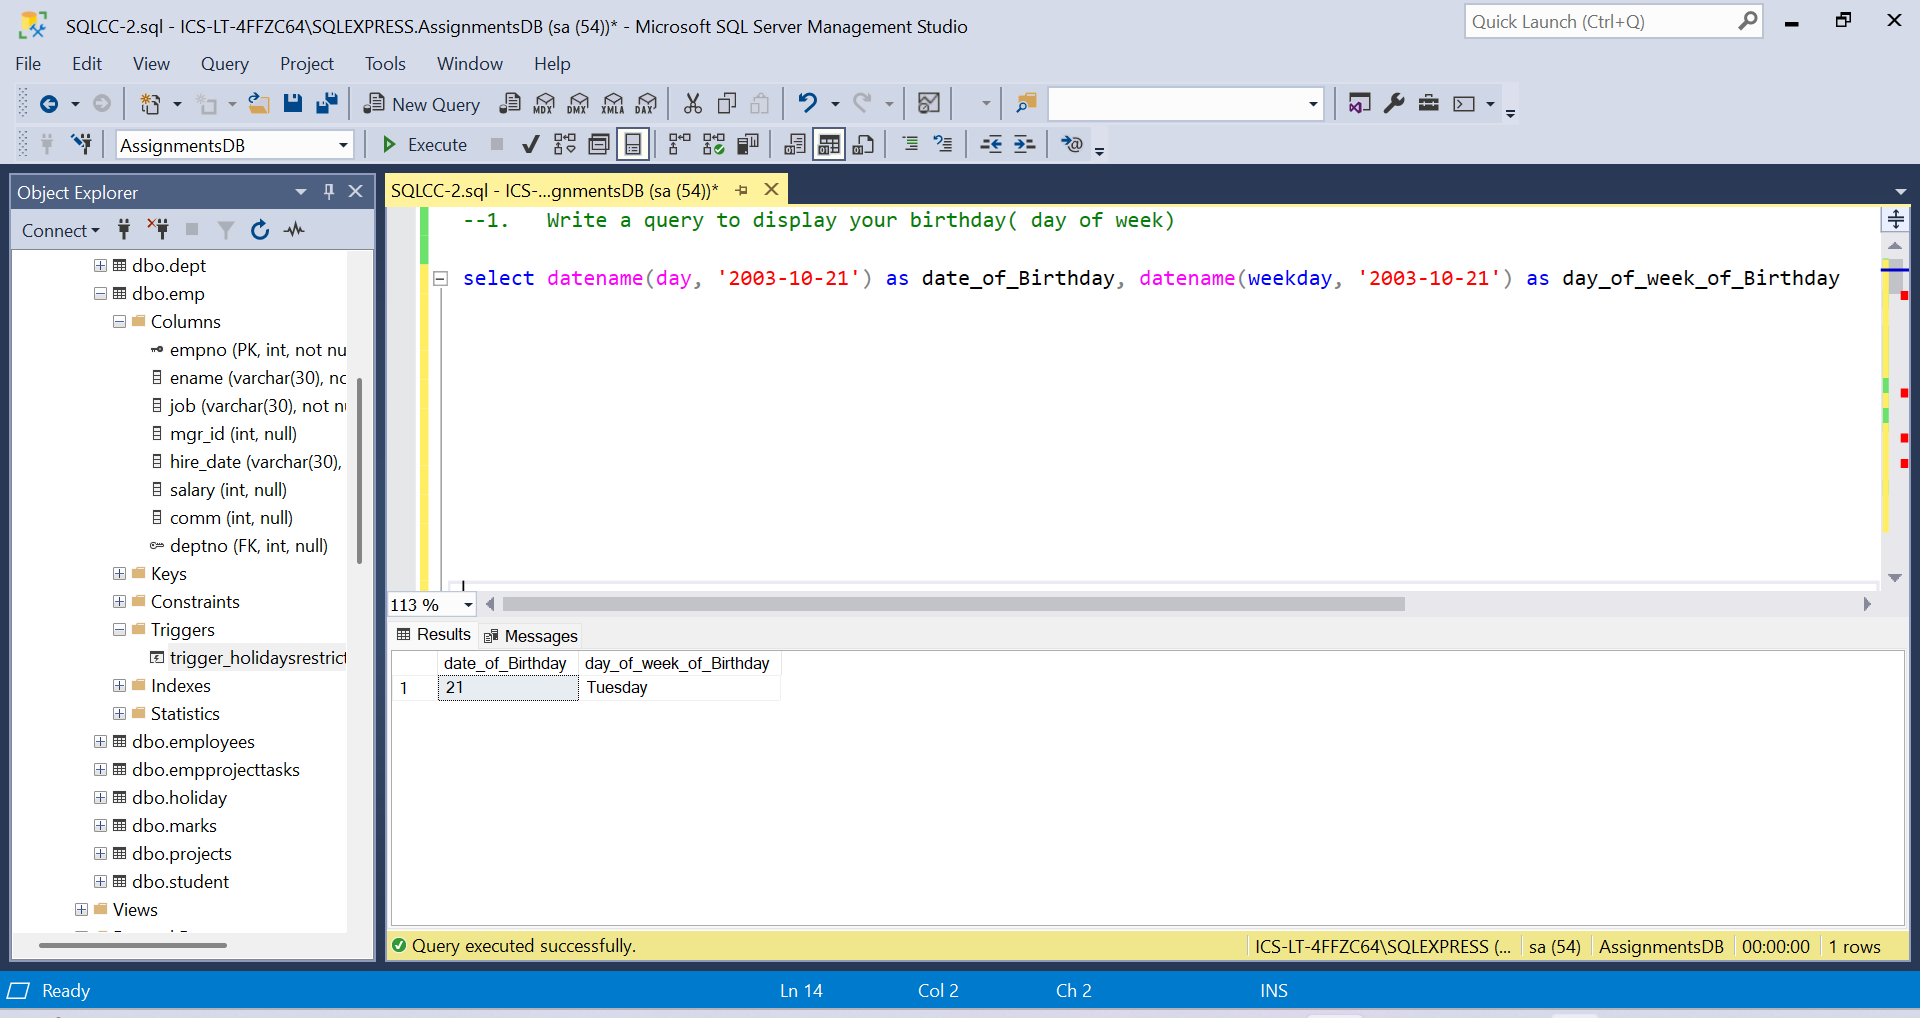 SQLCC-2.sql - ICS-LT-4FFZC64\SQLEXPRESS.AssignmentsDB (sa (54))* - Microsoft SQL Server Management Studio
Quick Launch (Ctrl+Q)
File Edit View Query Project Tools Window Help
New Query MDX DMX XMLA DAX
AssignmentsDB Execute
Object Explorer
Connect
dbo.dept
dbo.emp
Columns
empno (PK, int, not nu
ename (varchar(30), no
job (varchar(30), not n
mgr_id (int, null)
hire_date (varchar(30),
salary (int, null)
comm (int, null)
deptno (FK, int, null)
Keys
Constraints
Triggers
trigger_holidaysrestrict
Indexes
Statistics
dbo.employees
dbo.empprojecttasks
dbo.holiday
dbo.marks
dbo.projects
dbo.student
Views
SQLCC-2.sql - ICS-...gnmentsDB (sa (54))*
--1. Write a query to display your birthday( day of week)
select datename(day, '2003-10-21') as date_of_Birthday, datename(weekday, '2003-10-21') as day_of_week_of_Birthday
113 %
Results Messages
date_of_Birthday day_of_week_of_Birthday
1 21 Tuesday
Query executed successfully. ICS-LT-4FFZC64\SQLEXPRESS (... sa (54) AssignmentsDB 00:00:00 1 rows
Ready Ln 14 Col 2 Ch 2 INS